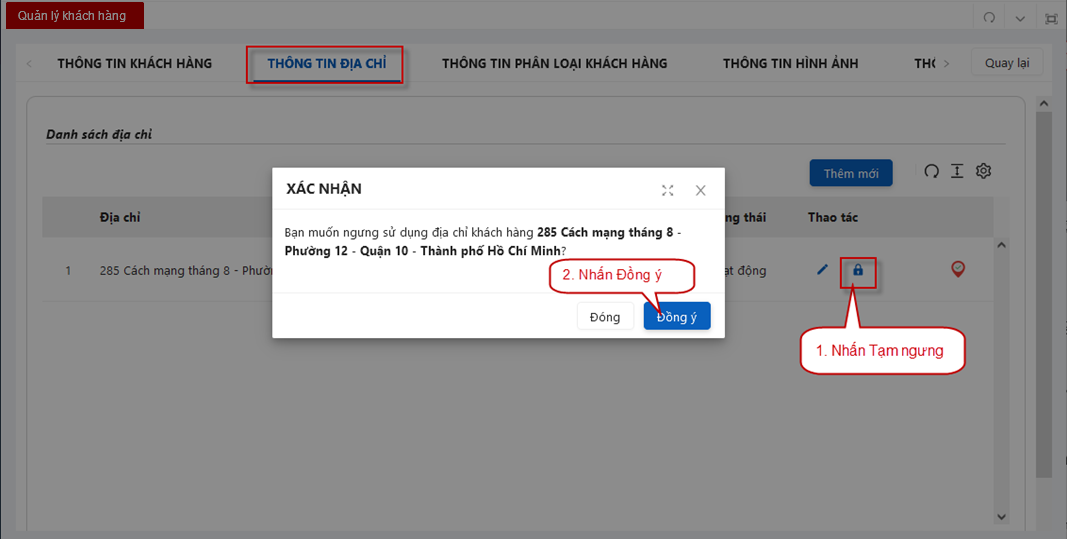 Quản lý khách hàng
THÔNG TIN KHÁCH HÀNG
THÔNG TIN ĐỊA CHỈ
THÔNG TIN PHÂN LOẠI KHÁCH HÀNG
THÔNG TIN HÌNH ẢNH
THÔ
Quay lại
Danh sách địa chỉ
Thêm mới
Địa chỉ
ng thái
Thao tác
XÁC NHẬN
Bạn muốn ngưng sử dụng địa chỉ khách hàng 285 Cách mạng tháng 8 -
Phường 12 - Quận 10 - Thành phố Hồ Chí Minh?
1
285 Cách mạng tháng 8 - Phườn
ạt động
2. Nhấn Đồng ý
Đóng
Đồng ý
1. Nhấn Tạm ngưng